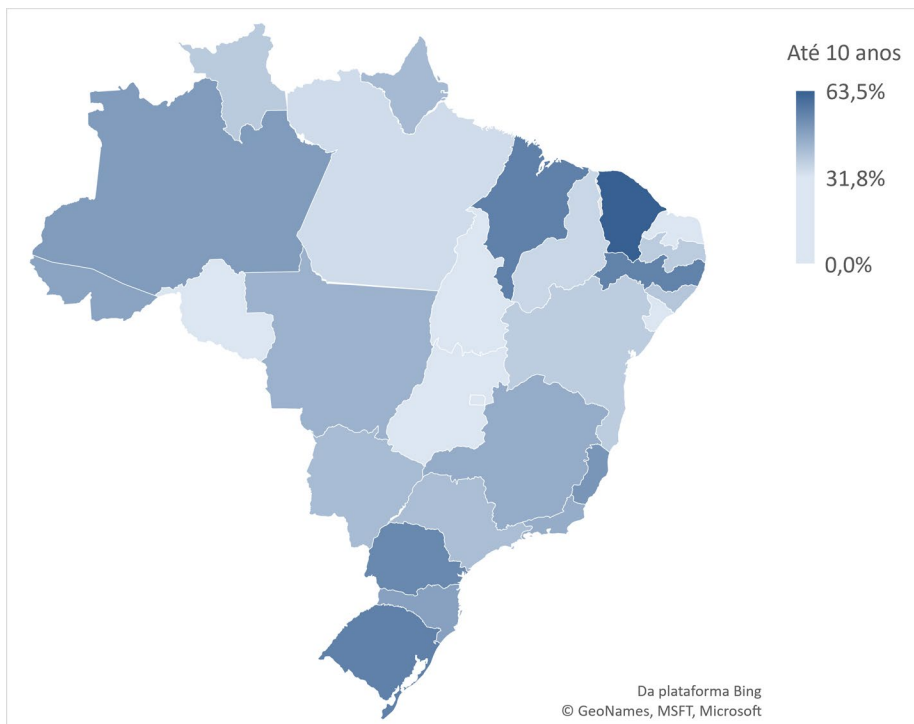 Até 10 anos
63,5%
31,8%
0,0%
Da plataforma Bing
© GeoNames, MSFT, Microsoft